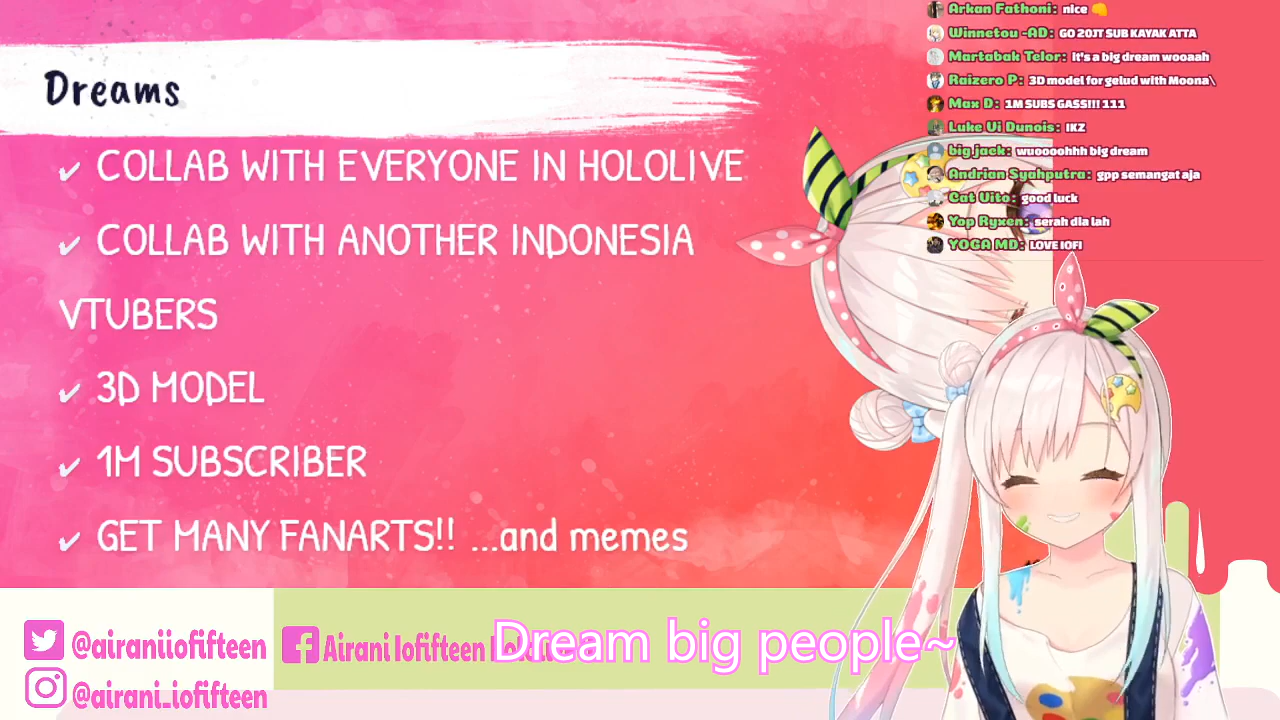 Dreams
✔ COLLAB WITH EVERYONE IN HOLOLIVE
✔ COLLAB WITH ANOTHER INDONESIA
VTUBERS
✔ 3D MODEL
✔ 1M SUBSCRIBER
✔ GET MANY FANARTS!! ...and memes
Arkan Fathoni: nice 👊
Winnetou -AD: GO 20JT SUB KAYAK ATTA
Martabak Telor: It's a big dream wooaah
Raizero P: 3D model for gelud with Moona\
Max D: 1M SUBS GASS!!! 111
Luke Vi Dunois: IKZ
big jack: wuoooohhh big dream
Andrian Syahputra: gpp semangat aja
Cat Vito: good luck
Yop Ryxen: serah dia lah
YOGA MD: LOVE IOFI
@airaniiofifteen
Airani Iofifteen
Dream big people~
@airani_iofifteen